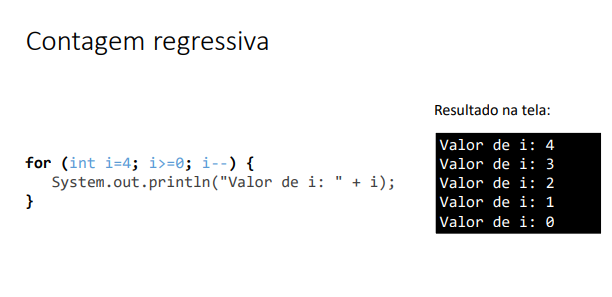 Contagem regressiva
Resultado na tela:
for (int i=4; i>=0; i--) {
System.out.println("Valor de i: " + i);
}
Valor de i: 4
Valor de i: 3
Valor de i: 2
Valor de i: 1
Valor de i: 0